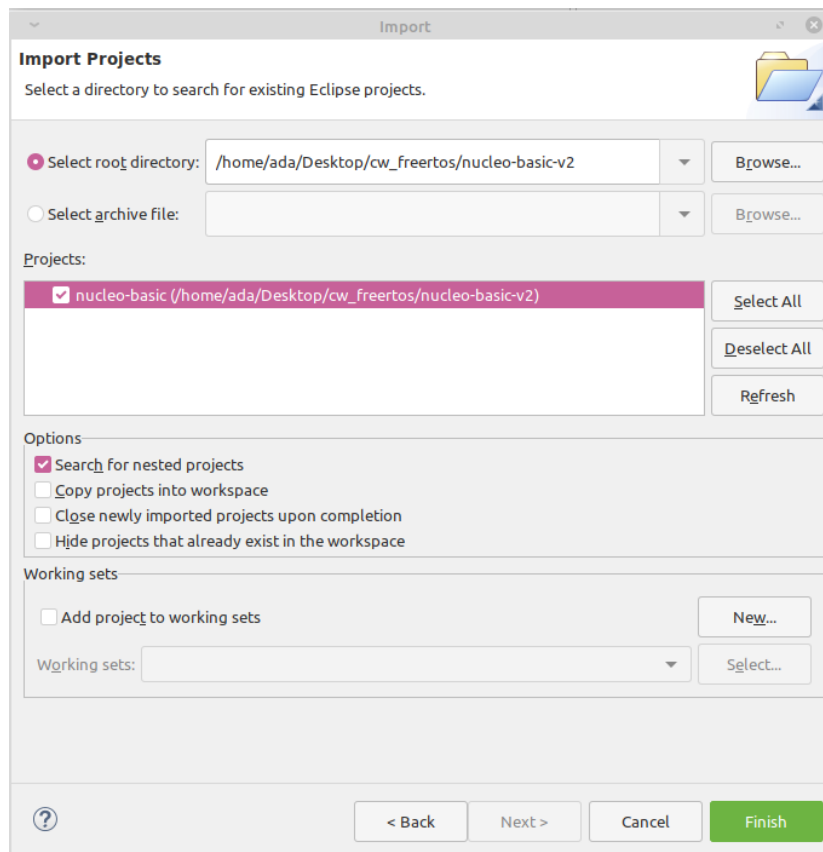 Import
Import Projects
Select a directory to search for existing Eclipse projects.
Select root directory: /home/ada/Desktop/cw_freertos/nucleo-basic-v2 Browse...
Select archive file: Browse...
Projects:
nucleo-basic (/home/ada/Desktop/cw_freertos/nucleo-basic-v2)
Select All
Deselect All
Refresh
Options
Search for nested projects
Copy projects into workspace
Close newly imported projects upon completion
Hide projects that already exist in the workspace
Working sets
Add project to working sets New...
Working sets: Select...
? < Back Next > Cancel Finish